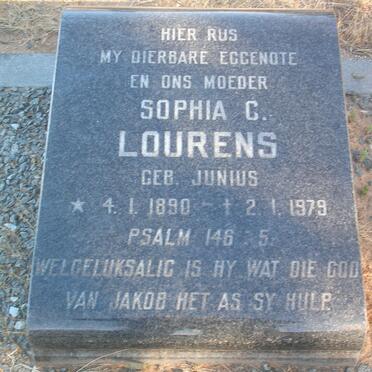 HIER RUS
MY DIERBARE EGGENOTE
EN ONS MOEDER
SOPHIA C.
LOURENS
GEB. JUNIUS
★ 4. 1. 1890 - † 2. 1. 1979
PSALM 146 : 5.
WELGELUKSALIG IS HY WAT DIE GOD
VAN JAKOB HET AS SY HULP.